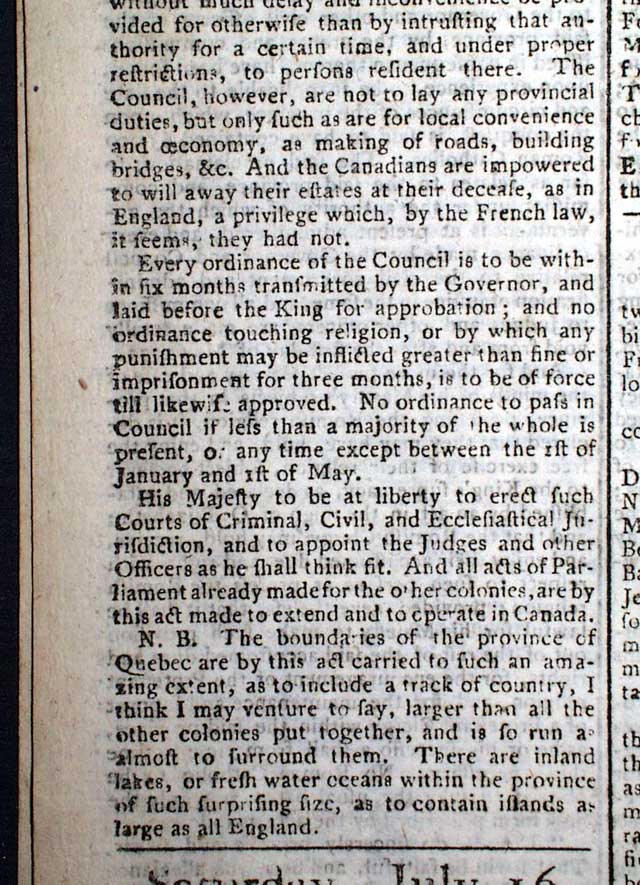 without much delay and inconvenience be pro-
vided for otherwiſe than by intruſting that au-
thority for a certain time, and under proper
reſtrictions, to perſons reſident there. The
Council, however, are not to lay any provincial
duties, but only ſuch as are for local convenience
and œconomy, as making of roads, building
bridges, &c. And the Canadians are impowered
to will away their eſtates at their deceaſe, as in
England, a privilege which, by the French law,
it ſeems, they had not.
Every ordinance of the Council is to be with-
in ſix months tranſmitted by the Governor, and
laid before the King for approbation; and no
ordinance touching religion, or by which any
puniſhment may be inflicted greater than fine or
impriſonment for three months, is to be of force
till likewiſe approved. No ordinance to paſs in
Council if leſs than a majority of the whole is
preſent, or any time except between the 1ſt of
January and 1ſt of May.
His Majeſty to be at liberty to erect ſuch
Courts of Criminal, Civil, and Eccleſiaſtical Ju-
riſdiction, and to appoint the Judges and other
Officers as he ſhall think fit. And all acts of Par-
liament already made for the other colonies, are by
this act made to extend and to operate in Canada.
N. B. The boundaries of the province of
Quebec are by this act carried to ſuch an ama-
zing extent, as to include a track of country, I
think I may venture to ſay, larger than all the
other colonies put together, and is ſo run as
almoſt to ſurround them. There are inland
lakes, or freſh water oceans within the province
of ſuch ſurpriſing ſize, as to contain iſlands as
large as all England.
Saturday, July 16